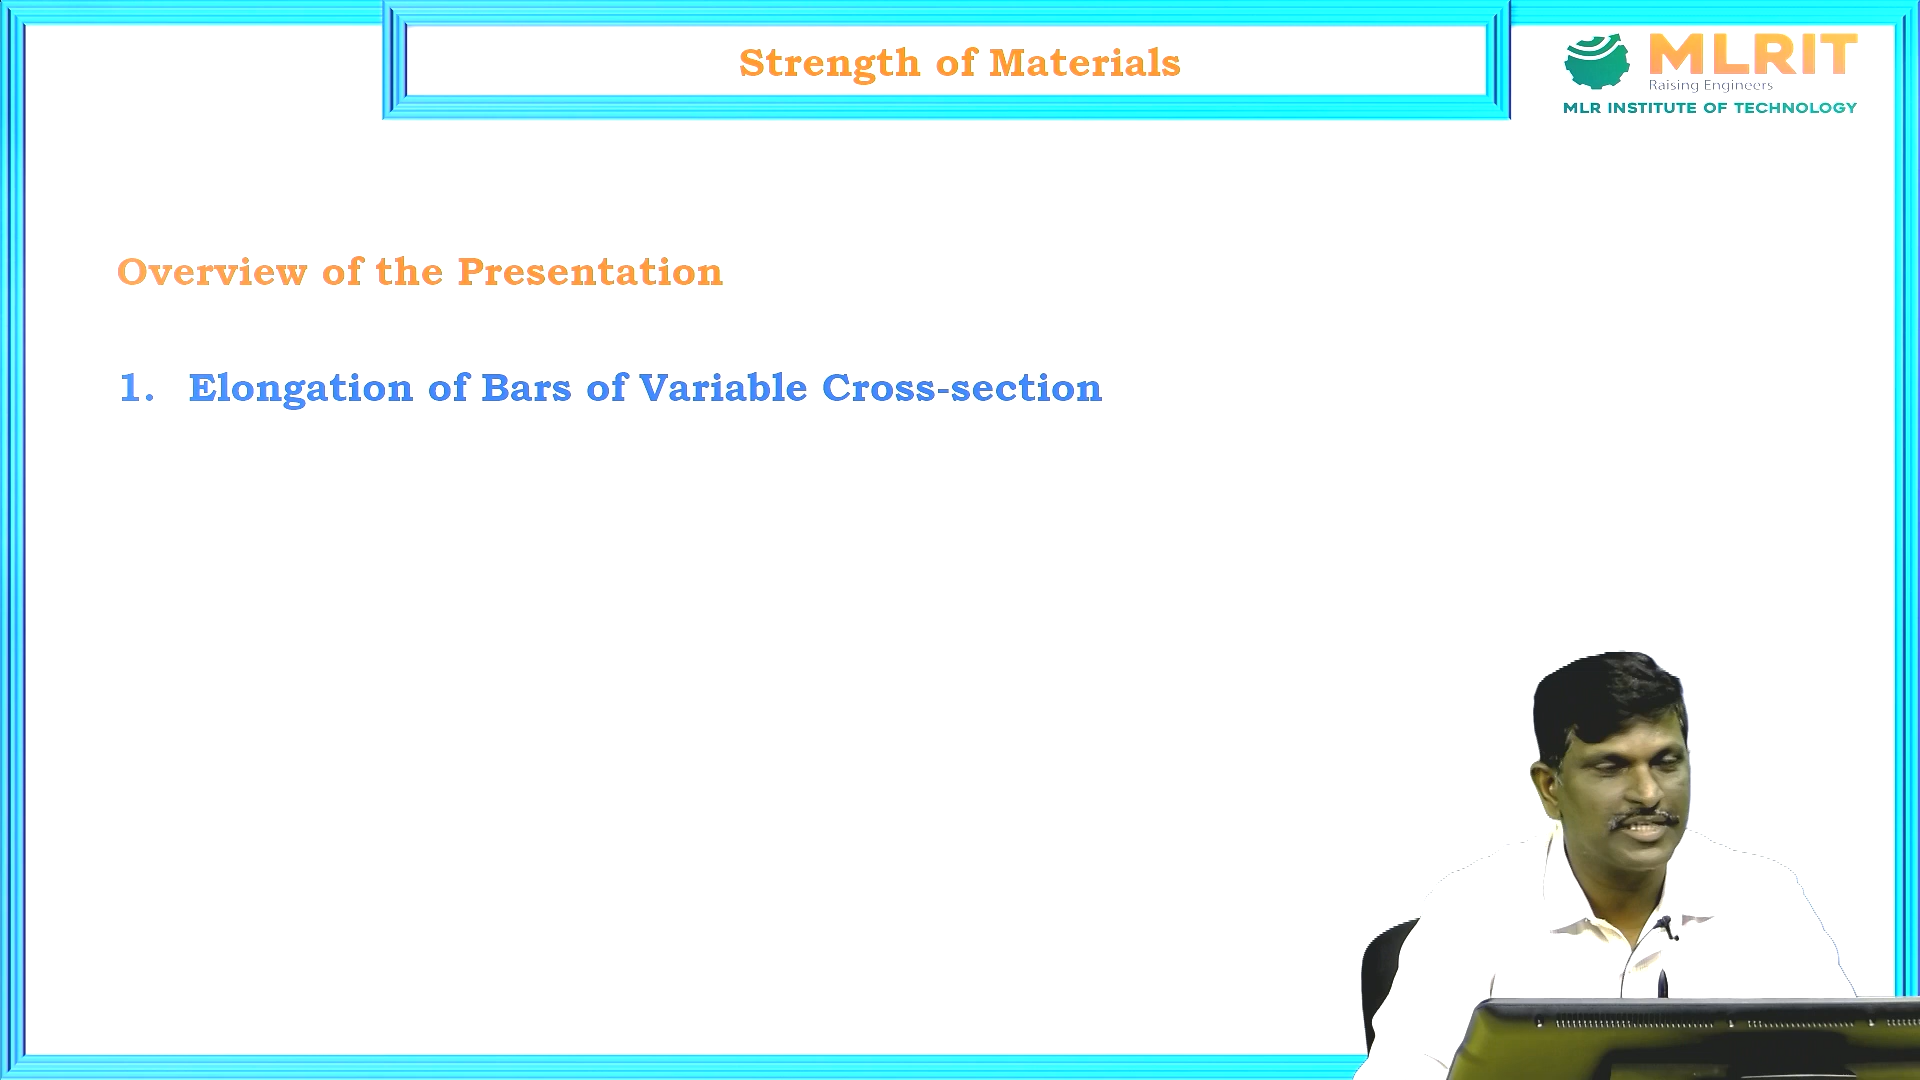 Strength of Materials
MLRIT
Raising Engineers
MLR INSTITUTE OF TECHNOLOGY
Overview of the Presentation
1. Elongation of Bars of Variable Cross-section